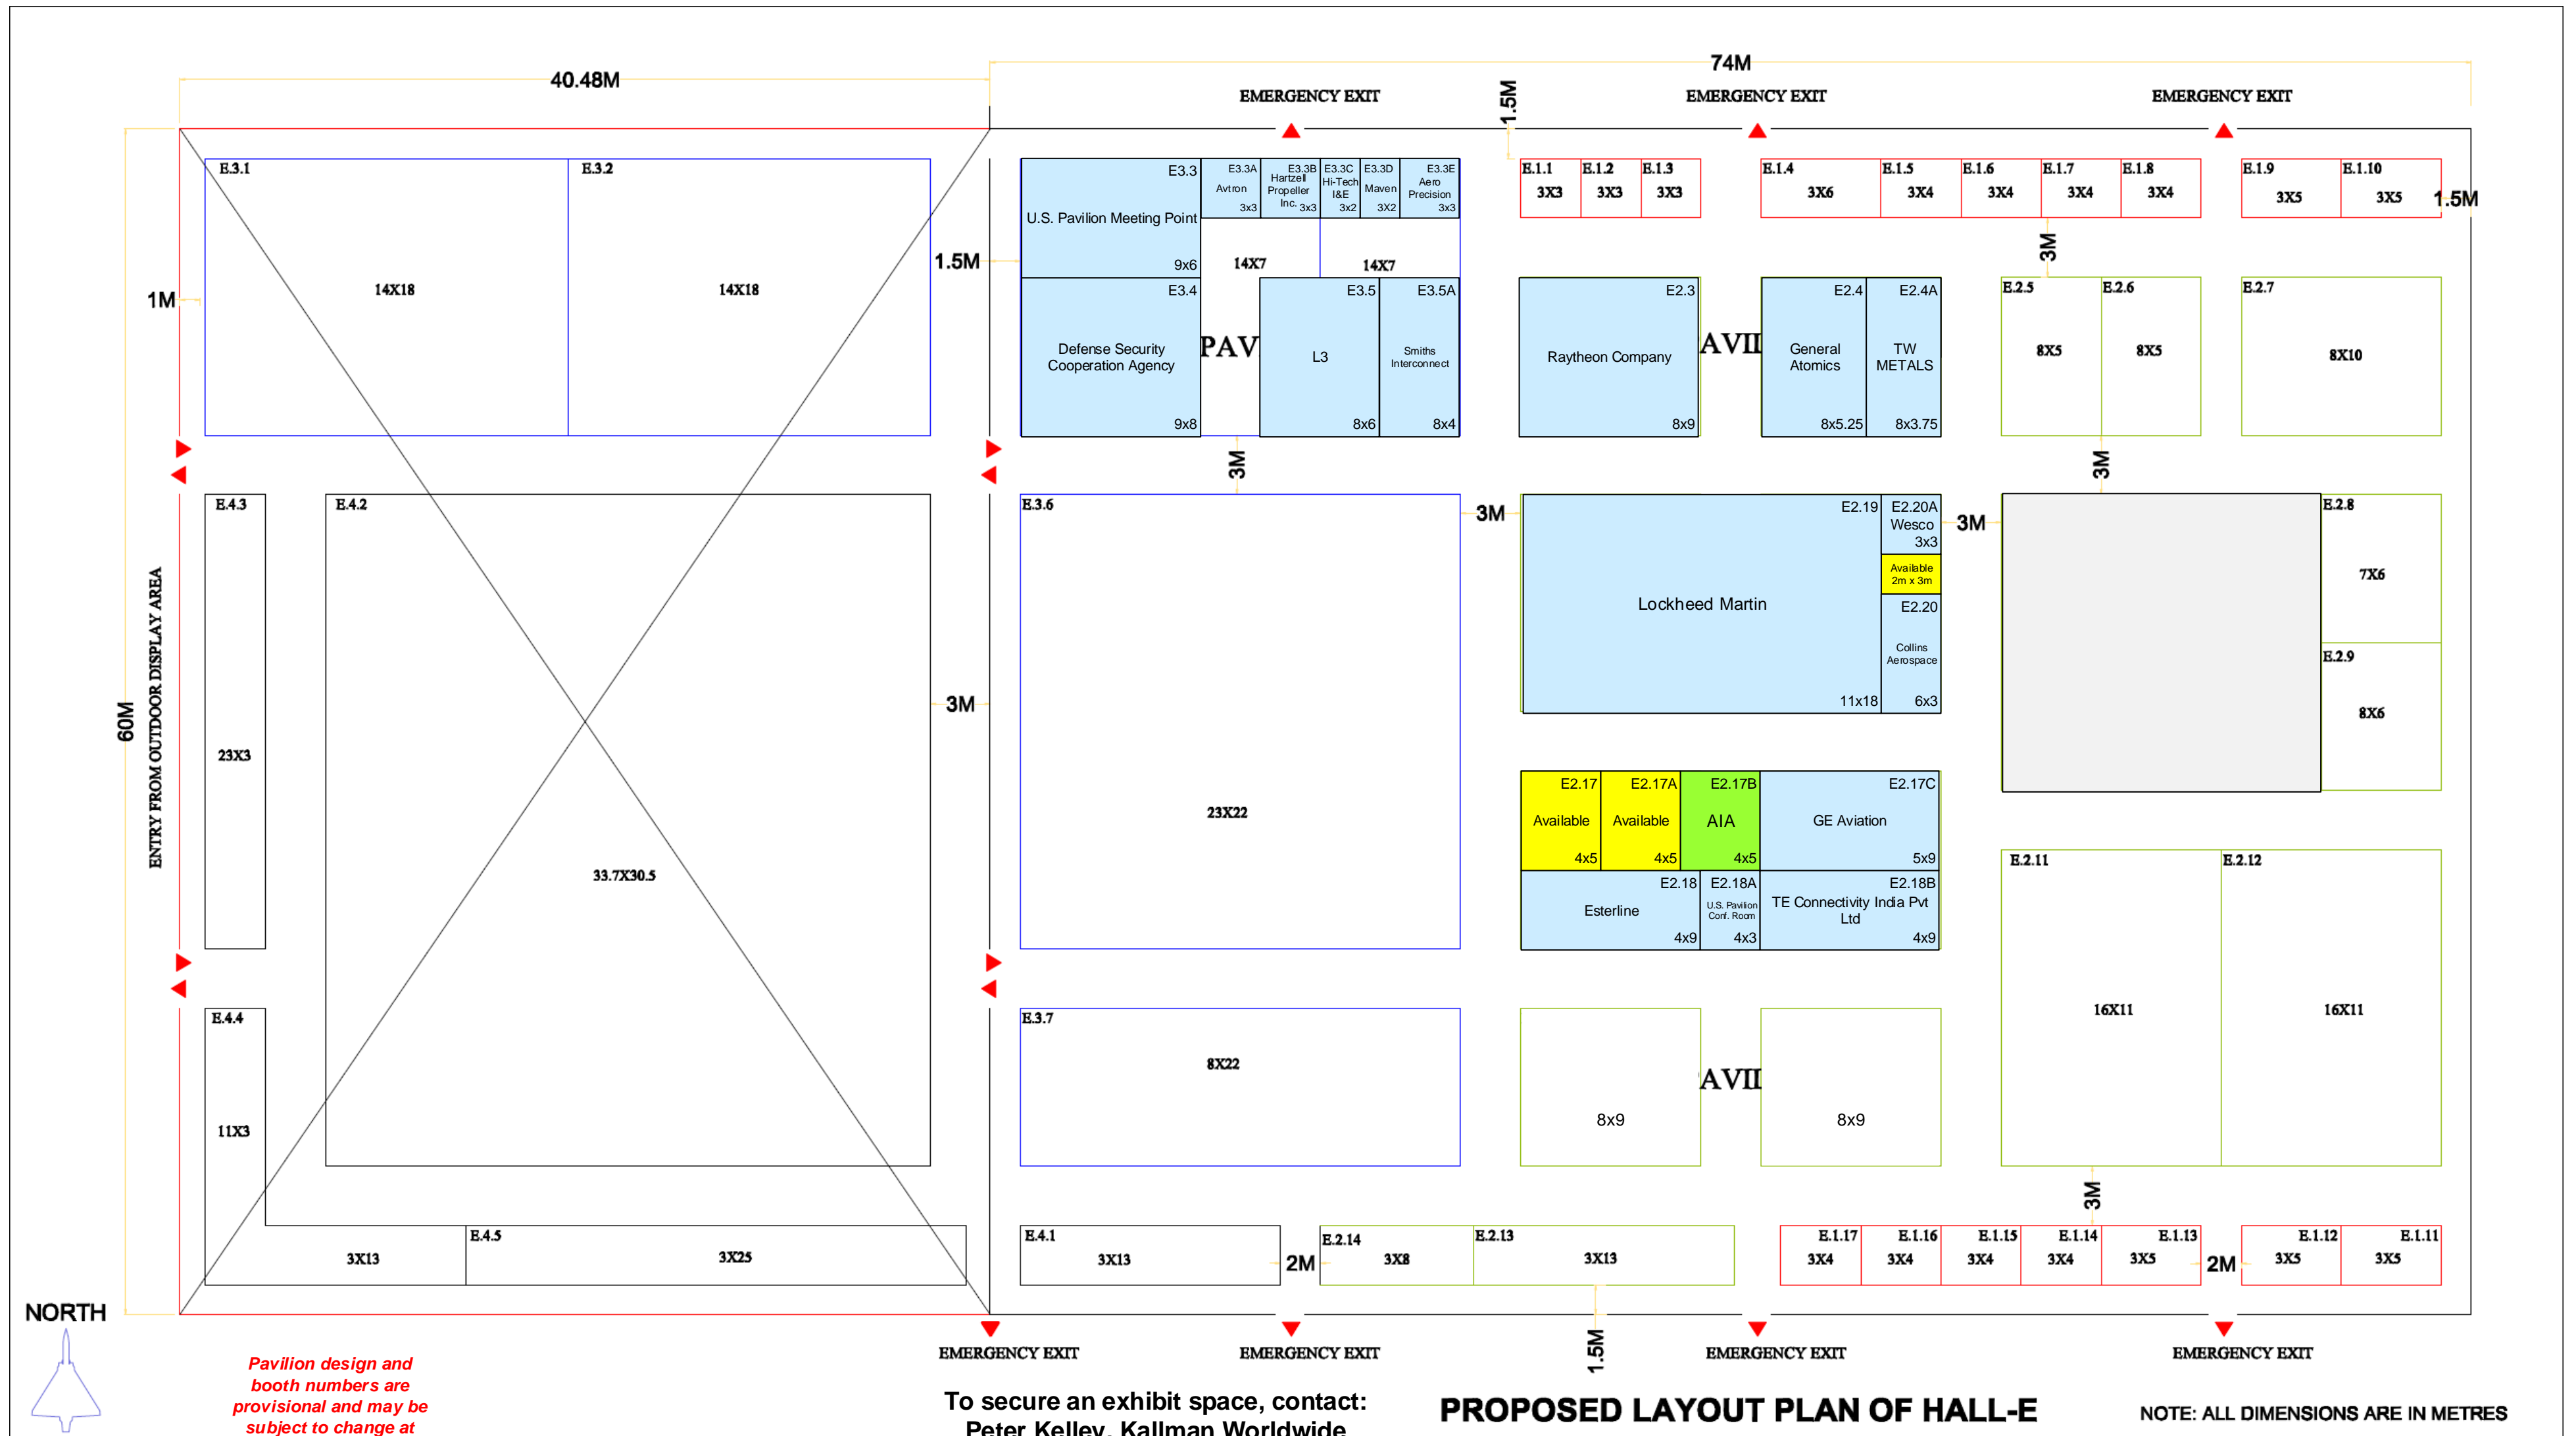 40.48M
74M
EMERGENCY EXIT
EMERGENCY EXIT
EMERGENCY EXIT
1.5M
E.3.1
14X18
E.3.2
14X18
1M
1.5M
E3.3
U.S. Pavilion Meeting Point
9x6
E3.3A
Avtron
3x3
E3.3B
Hartzell
Propeller
Inc.
3x3
E3.3C
Hi-Tech
I&E
3x2
E3.3D
Maven
3X2
E3.3E
Aero
Precision
3x3
14X7
14X7
E3.4
Defense Security
Cooperation Agency
9x8
PAV
E3.5
L3
8x6
E3.5A
Smiths
Interconnect
8x4
E.1.1
3X3
E.1.2
3X3
E.1.3
3X3
E.1.4
3X6
E.1.5
3X4
E.1.6
3X4
E.1.7
3X4
E.1.8
3X4
E.1.9
3X5
E.1.10
3X5
1.5M
3M
E2.3
Raytheon Company
8x9
AVII
E2.4
General
Atomics
8x5.25
E2.4A
TW
METALS
8x3.75
E.2.5
8X5
E.2.6
8X5
E.2.7
8X10
3M
3M
60M
ENTRY FROM OUTDOOR DISPLAY AREA
E.4.3
23X3
E.4.2
33.7X30.5
3M
E.3.6
23X22
3M
E2.19
Lockheed Martin
11x18
E2.20A
Wesco
3x3
Available
2m x 3m
E2.20
Collins
Aerospace
6x3
3M
E.2.8
7X6
E.2.9
8X6
E2.17
Available
4x5
E2.17A
Available
4x5
E2.17B
AIA
4x5
E2.17C
GE Aviation
5x9
E2.18
Esterline
4x9
E2.18A
U.S. Pavilion
Conf. Room
4x3
E2.18B
TE Connectivity India Pvt
Ltd
4x9
E.2.11
16X11
E.2.12
16X11
E.4.4
11X3
E.3.7
8X22
8x9
AVII
8x9
3M
3X13
E.4.5
3X25
E.4.1
3X13
2M
E.2.14
3X8
E.2.13
3X13
E.1.17
3X4
E.1.16
3X4
E.1.15
3X4
E.1.14
3X4
E.1.13
3X5
2M
E.1.12
3X5
E.1.11
3X5
1.5M
NORTH
EMERGENCY EXIT
EMERGENCY EXIT
EMERGENCY EXIT
EMERGENCY EXIT
Pavilion design and
booth numbers are
provisional and may be
subject to change at
To secure an exhibit space, contact:
Peter Kelley, Kallman Worldwide
PROPOSED LAYOUT PLAN OF HALL-E
NOTE: ALL DIMENSIONS ARE IN METRES